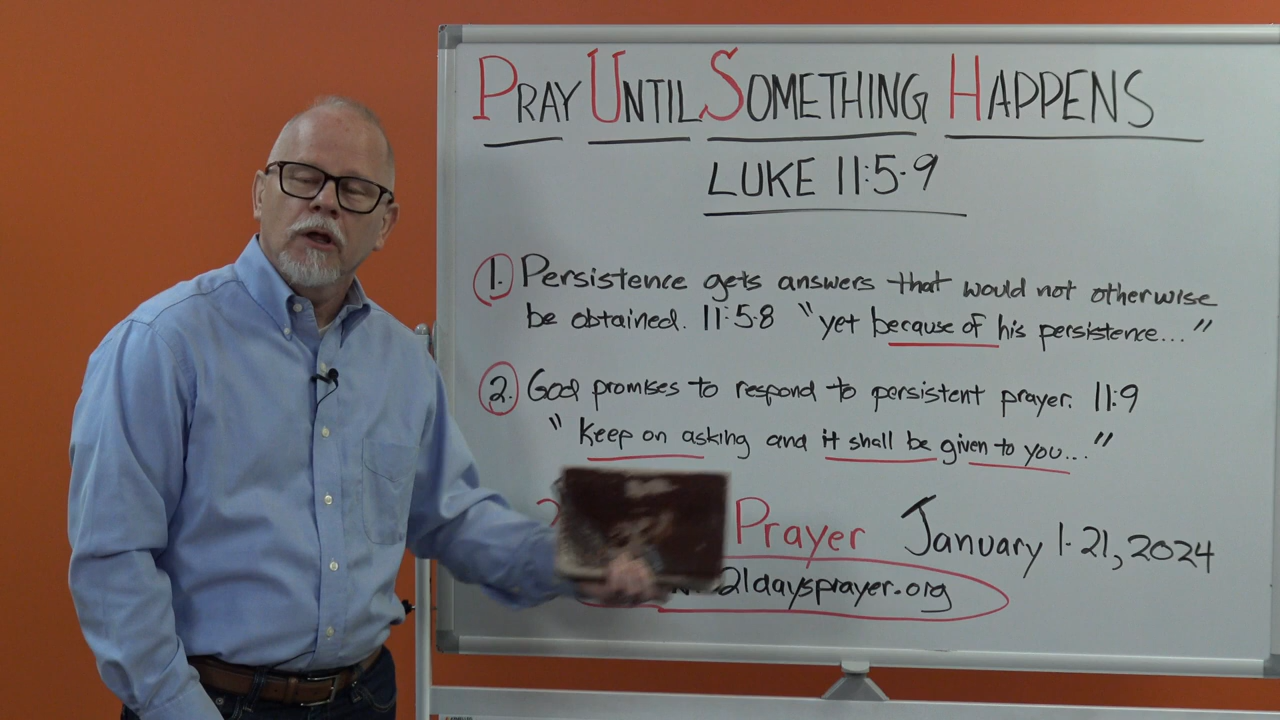 PRAY UNTIL SOMETHING HAPPENS
LUKE 11:5-9
1. Persistence gets answers that would not otherwise
be obtained. 11:5-8 "yet because of his persistence..."
2. God promises to respond to persistent prayer. 11:9
"Keep on asking and it shall be given to you..."
Prayer January 1-21, 2024
21daysprayer.org